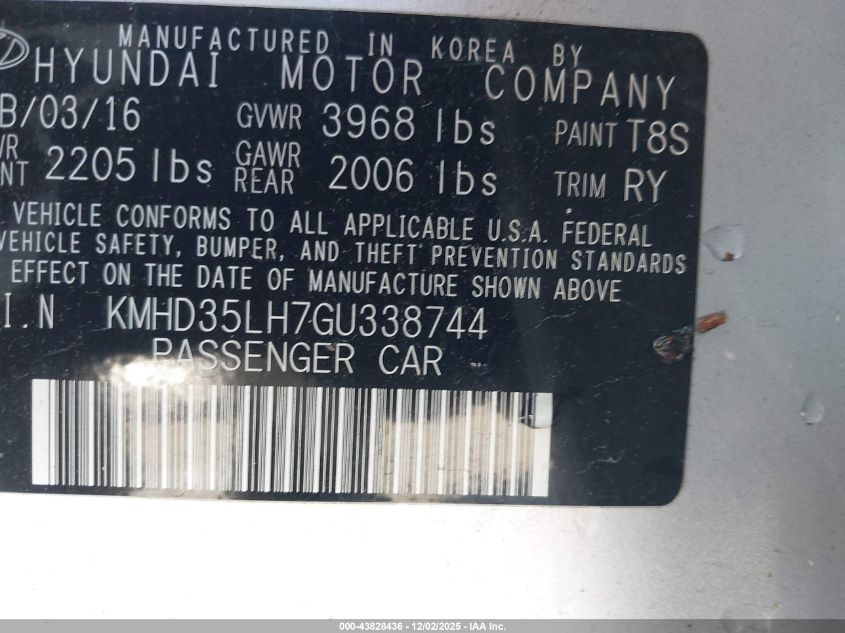 MANUFACTURED IN KOREA BY
HYUNDAI MOTOR COMPANY
B/03/16 GVWR 3968 lbs PAINT T8S
WR NT 2205 lbs GAWR REAR 2006 lbs TRIM RY
VEHICLE CONFORMS TO ALL APPLICABLE U.S.A. FEDERAL
VEHICLE SAFETY, BUMPER, AND THEFT PREVENTION STANDARDS
EFFECT ON THE DATE OF MANUFACTURE SHOWN ABOVE
I.N KMHD35LH7GU338744
PASSENGER CAR
000-43828436 - 12/02/2025 - IAA Inc.